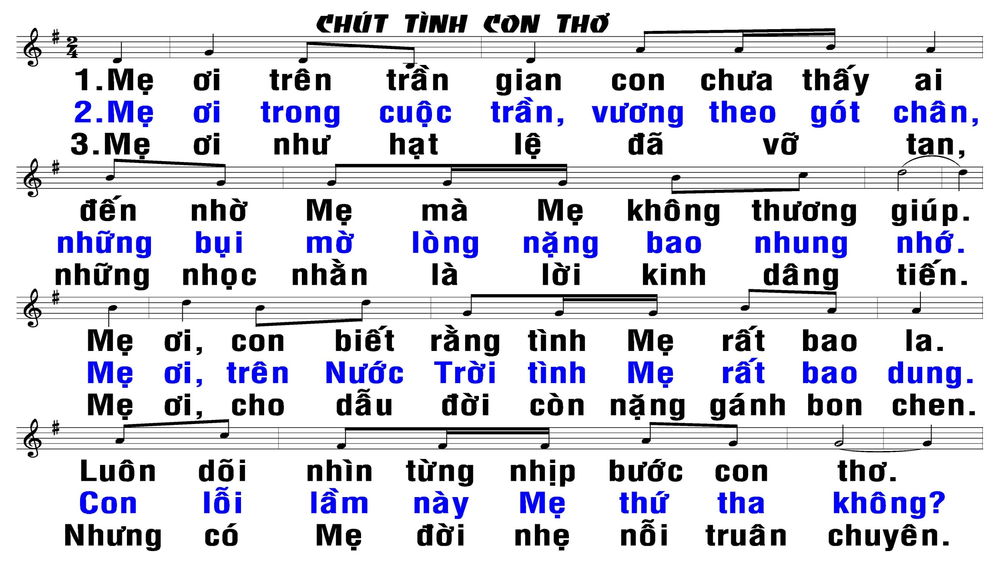 CHÚT TÌNH CON THƠ
2
4
1.Mẹ ơi trên trần gian con chưa thấy ai
2.Mẹ ơi trong cuộc trần, vương theo gót chân,
3.Mẹ ơi như hạt lệ đã vỡ tan,
đến nhờ Mẹ mà Mẹ không thương giúp.
những bụi mờ lòng nặng bao nhung nhớ.
những nhọc nhằn là lời kinh dâng tiến.
Mẹ ơi, con biết rằng tình Mẹ rất bao la.
Mẹ ơi, trên Nước Trời tình Mẹ rất bao dung.
Mẹ ơi, cho dẫu đời còn nặng gánh bon chen.
Luôn dõi nhìn từng nhịp bước con thơ.
Con lỗi lầm này Mẹ thứ tha không?
Nhưng có Mẹ đời nhẹ nỗi truân chuyên.